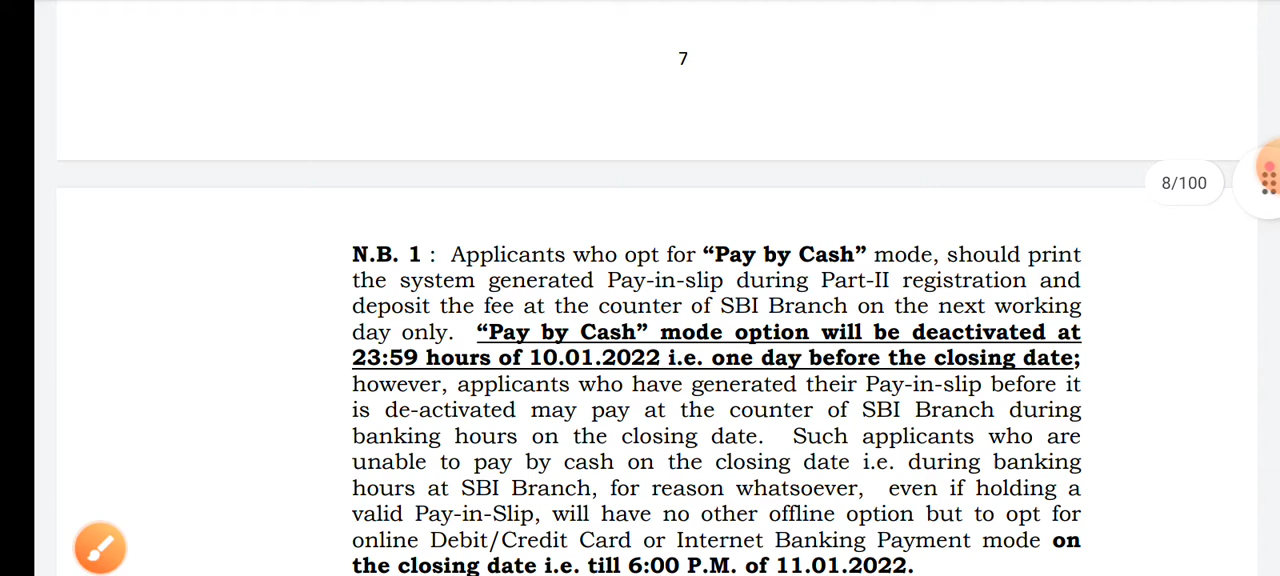 7
8/100
N.B. 1 : Applicants who opt for “Pay by Cash” mode, should print
the system generated Pay-in-slip during Part-II registration and
deposit the fee at the counter of SBI Branch on the next working
day only. “Pay by Cash” mode option will be deactivated at
23:59 hours of 10.01.2022 i.e. one day before the closing date;
however, applicants who have generated their Pay-in-slip before it
is de-activated may pay at the counter of SBI Branch during
banking hours on the closing date. Such applicants who are
unable to pay by cash on the closing date i.e. during banking
hours at SBI Branch, for reason whatsoever, even if holding a
valid Pay-in-Slip, will have no other offline option but to opt for
online Debit/Credit Card or Internet Banking Payment mode on
the closing date i.e. till 6:00 P.M. of 11.01.2022.